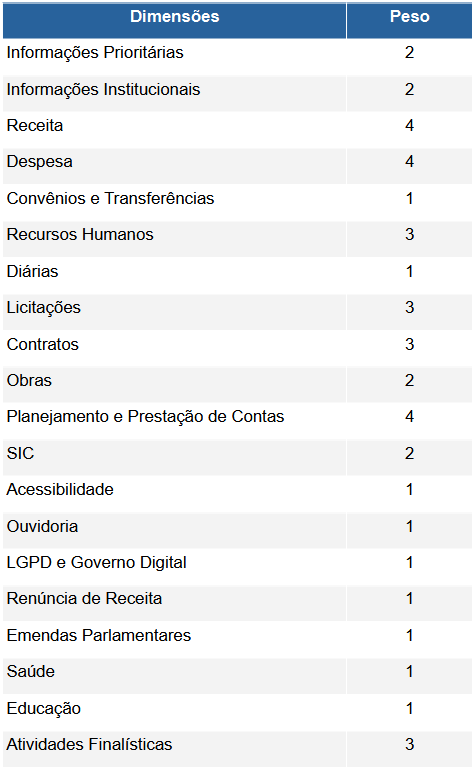 Dimensões Peso
Informações Prioritárias 2
Informações Institucionais 2
Receita 4
Despesa 4
Convênios e Transferências 1
Recursos Humanos 3
Diárias 1
Licitações 3
Contratos 3
Obras 2
Planejamento e Prestação de Contas 4
SIC 2
Acessibilidade 1
Ouvidoria 1
LGPD e Governo Digital 1
Renúncia de Receita 1
Emendas Parlamentares 1
Saúde 1
Educação 1
Atividades Finalísticas 3